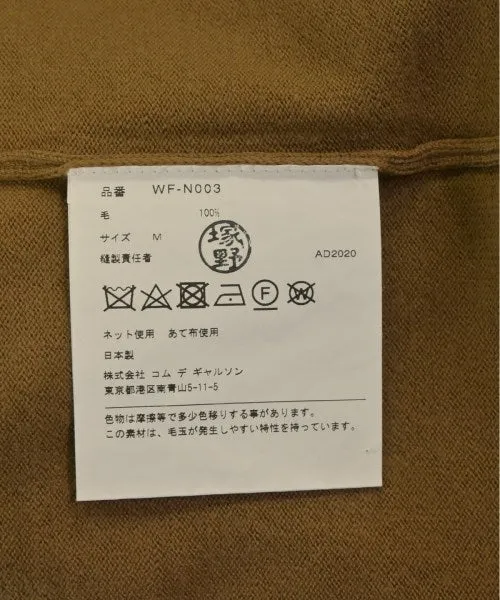 品番 WF-N003
毛 100%
サイズ M
縫製責任者 塚野 AD2020
F W
ネット使用 あて布使用
日本製
株式会社 コム デ ギャルソン
東京都港区南青山5-11-5
色物は摩擦等で多少色移りする事があります。
この素材は、毛玉が発生しやすい特性を持っています。